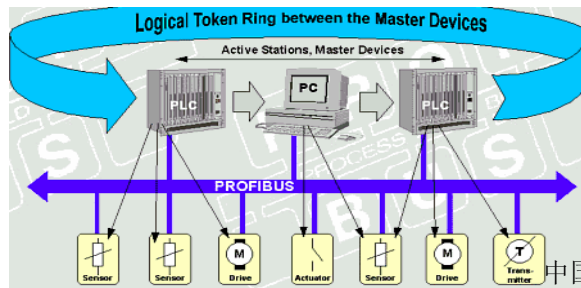 Logical Token Ring between the Master Devices
Active Stations, Master Devices
PLC
PC
PLC
PROCESS
PROFIBUS
M
M
T
Sensor
Sensor
Drive
Actuator
Sensor
Drive
Trans-
mitter
中国